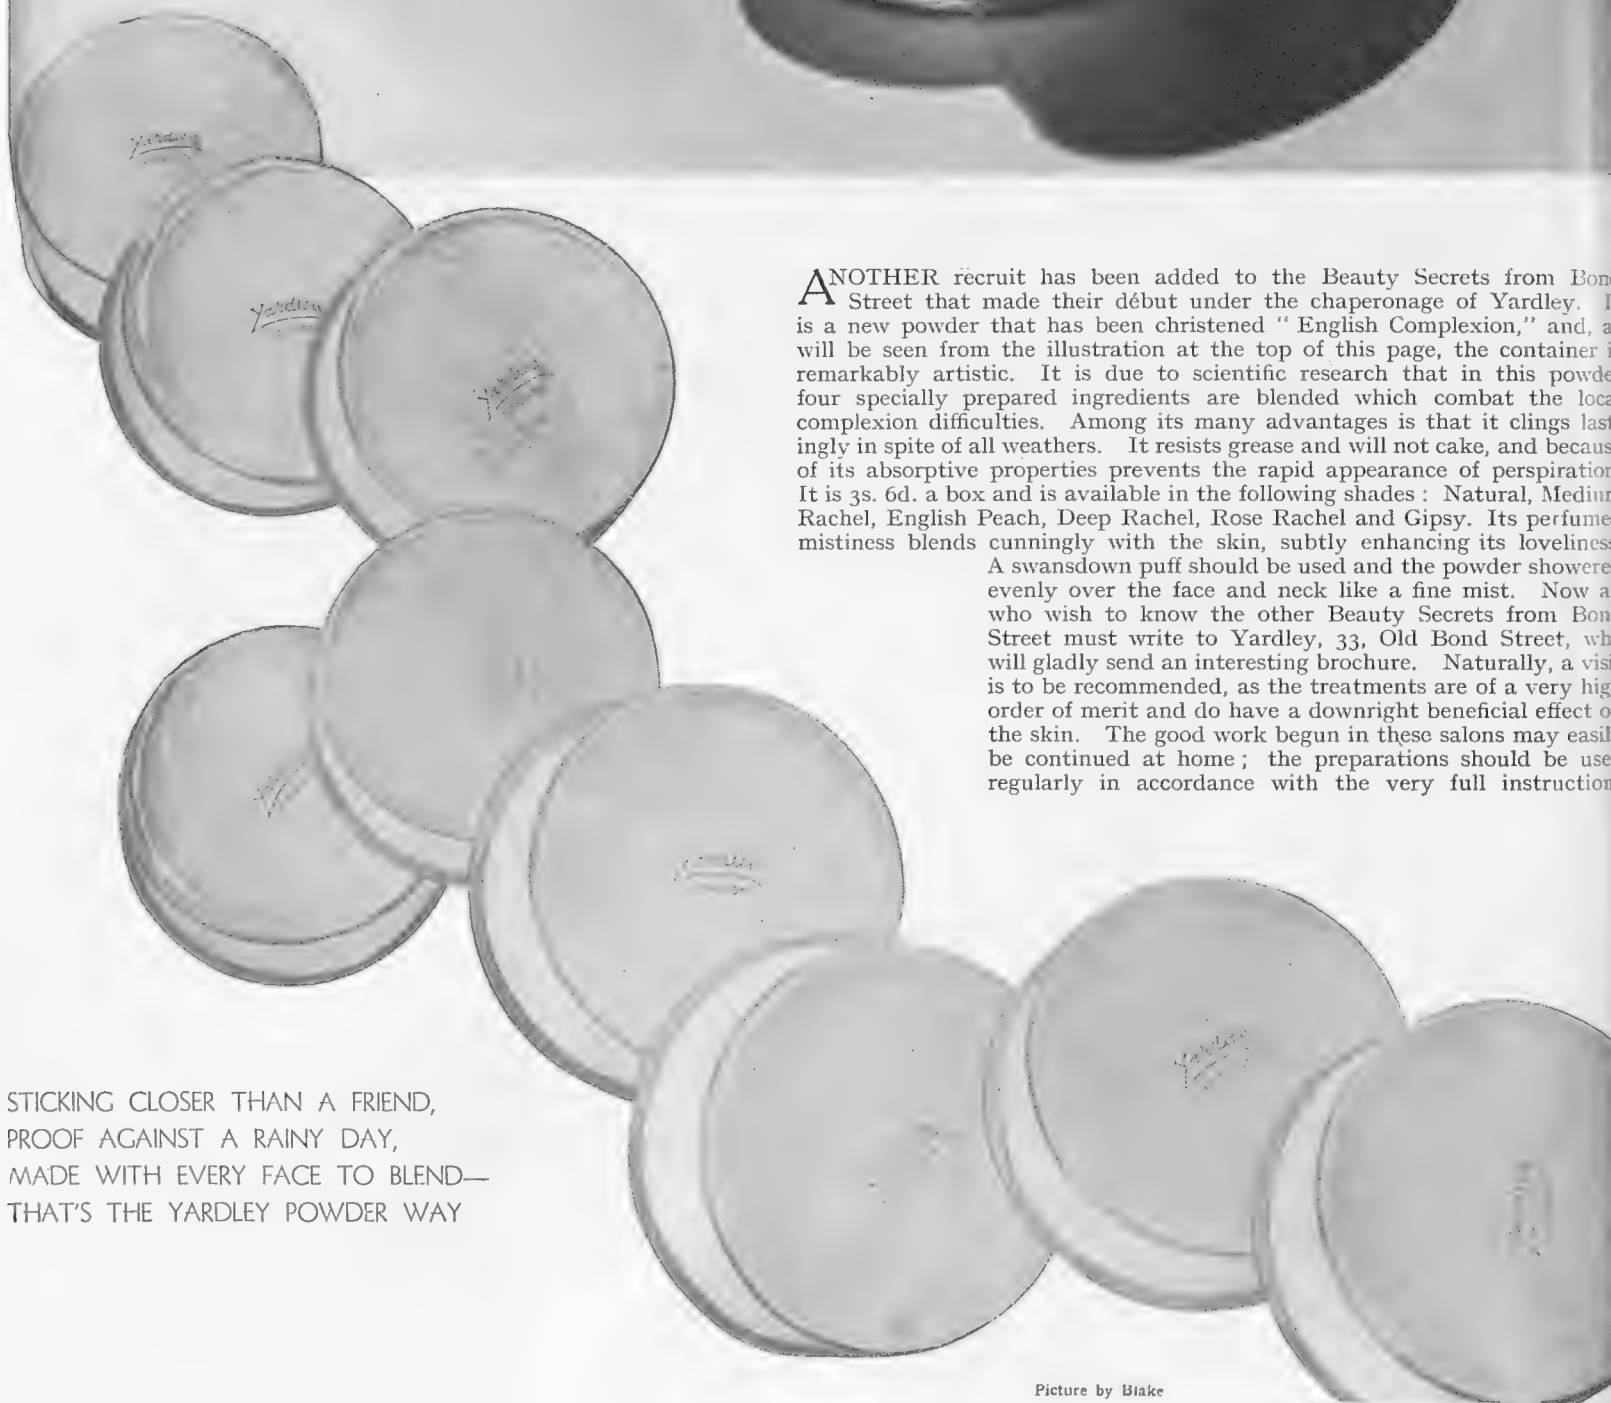 Yardley
Yardley
Yardley
ANOTHER recruit has been added to the Beauty Secrets from Bon
Street that made their début under the chaperonage of Yardley. I
is a new powder that has been christened “ English Complexion,” and, a
will be seen from the illustration at the top of this page, the container i
remarkably artistic. It is due to scientific research that in this powde
four specially prepared ingredients are blended which combat the loca
complexion difficulties. Among its many advantages is that it clings last
ingly in spite of all weathers. It resists grease and will not cake, and becaus
of its absorptive properties prevents the rapid appearance of perspiration
It is 3s. 6d. a box and is available in the following shades : Natural, Medium
Rachel, English Peach, Deep Rachel, Rose Rachel and Gipsy. Its perfume
mistiness blends cunningly with the skin, subtly enhancing its loveliness
A swansdown puff should be used and the powder showere
evenly over the face and neck like a fine mist. Now a
who wish to know the other Beauty Secrets from Bon
Street must write to Yardley, 33, Old Bond Street, wh
will gladly send an interesting brochure. Naturally, a visi
is to be recommended, as the treatments are of a very hig
order of merit and do have a downright beneficial effect o
the skin. The good work begun in these salons may easil
be continued at home ; the preparations should be use
regularly in accordance with the very full instruction
Yardley
STICKING CLOSER THAN A FRIEND,
PROOF AGAINST A RAINY DAY,
MADE WITH EVERY FACE TO BLEND—
THAT'S THE YARDLEY POWDER WAY
Picture by Blake